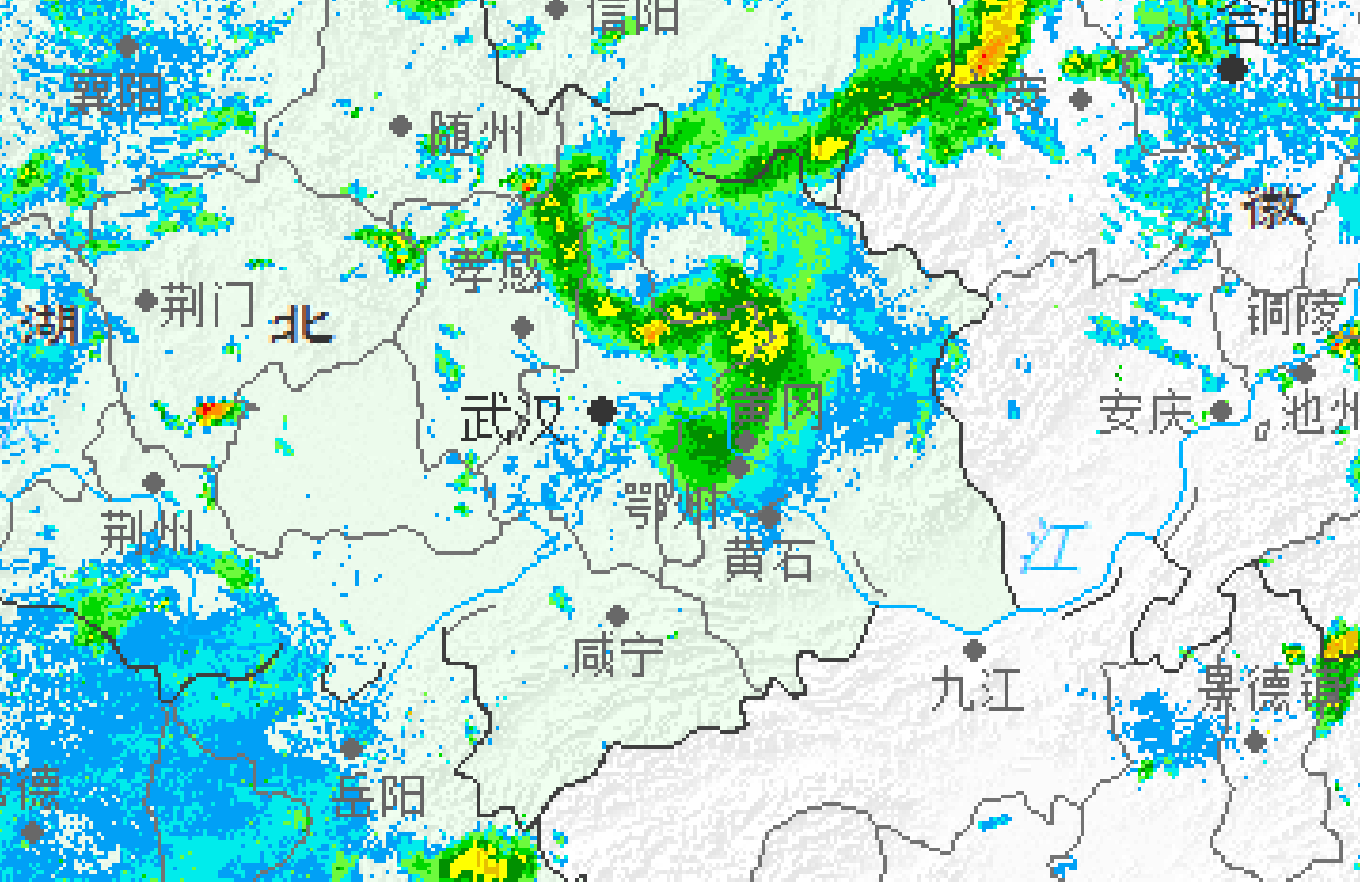 信阳
合肥
襄阳
随州
徽
孝感
荆门
湖
北
铜陵
武汉
黄冈
安庆
池州
鄂州
荆州
黄石
江
咸宁
九江
景德镇
岳阳
德